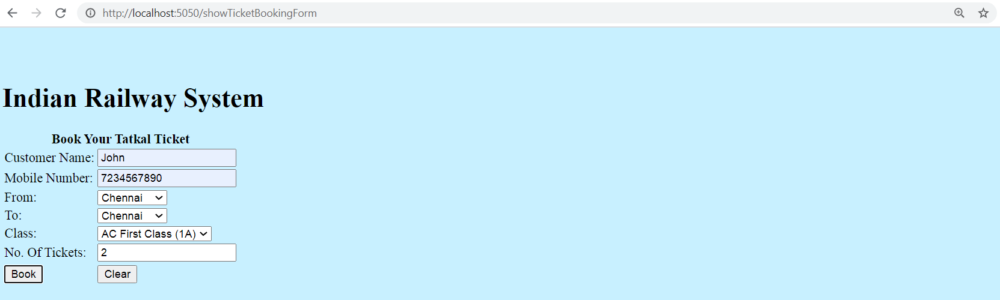 http://localhost:5050/showTicketBookingForm
Indian Railway System
Book Your Tatkal Ticket
Customer Name: John
Mobile Number: 7234567890
From: Chennai
To: Chennai
Class: AC First Class (1A)
No. Of Tickets: 2
Book Clear